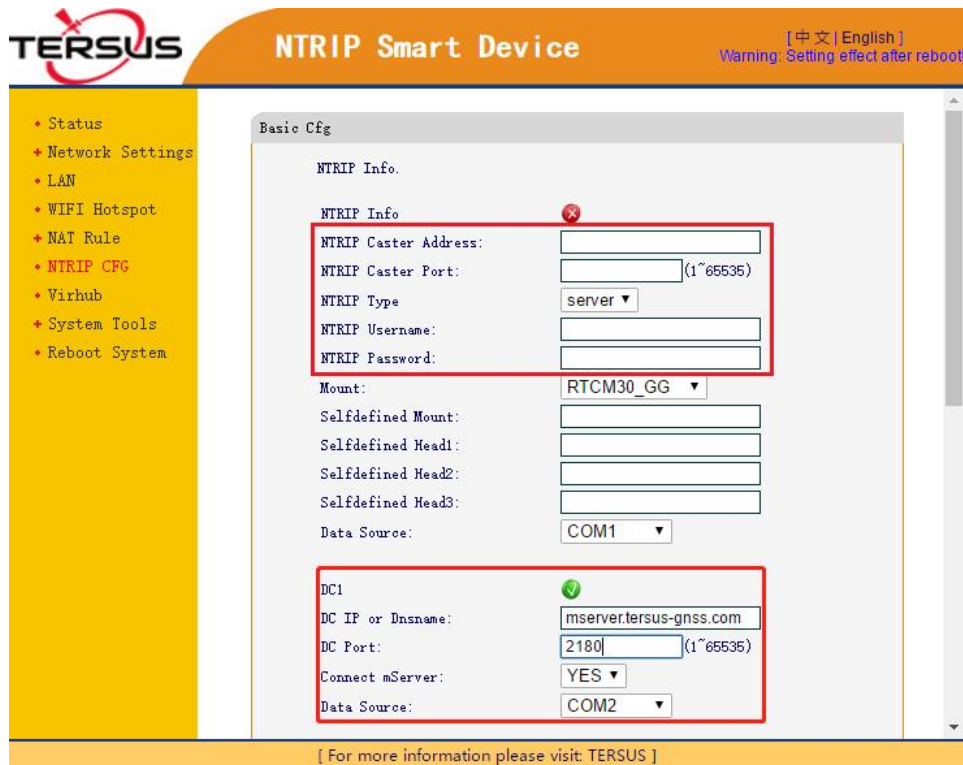 TERSUS
NTRIP Smart Device
[ 中 文 | English ]
Warning: Setting effect after reboot!
Status
Network Settings
LAN
WIFI Hotspot
NAT Rule
NTRIP CFG
Virhub
System Tools
Reboot System
Basic Cfg
NTRIP Info.
NTRIP Info
NTRIP Caster Address:
NTRIP Caster Port: (1~65535)
NTRIP Type server
NTRIP Username:
NTRIP Password:
Mount: RTCM30_GG
Selfdefined Mount:
Selfdefined Head1:
Selfdefined Head2:
Selfdefined Head3:
Data Source: COM1
DC1
DC IP or Dnsname: mserver.tersus-gnss.com
DC Port: 2180 (1~65535)
Connect mServer: YES
Data Source: COM2
[ For more information please visit: TERSUS ]